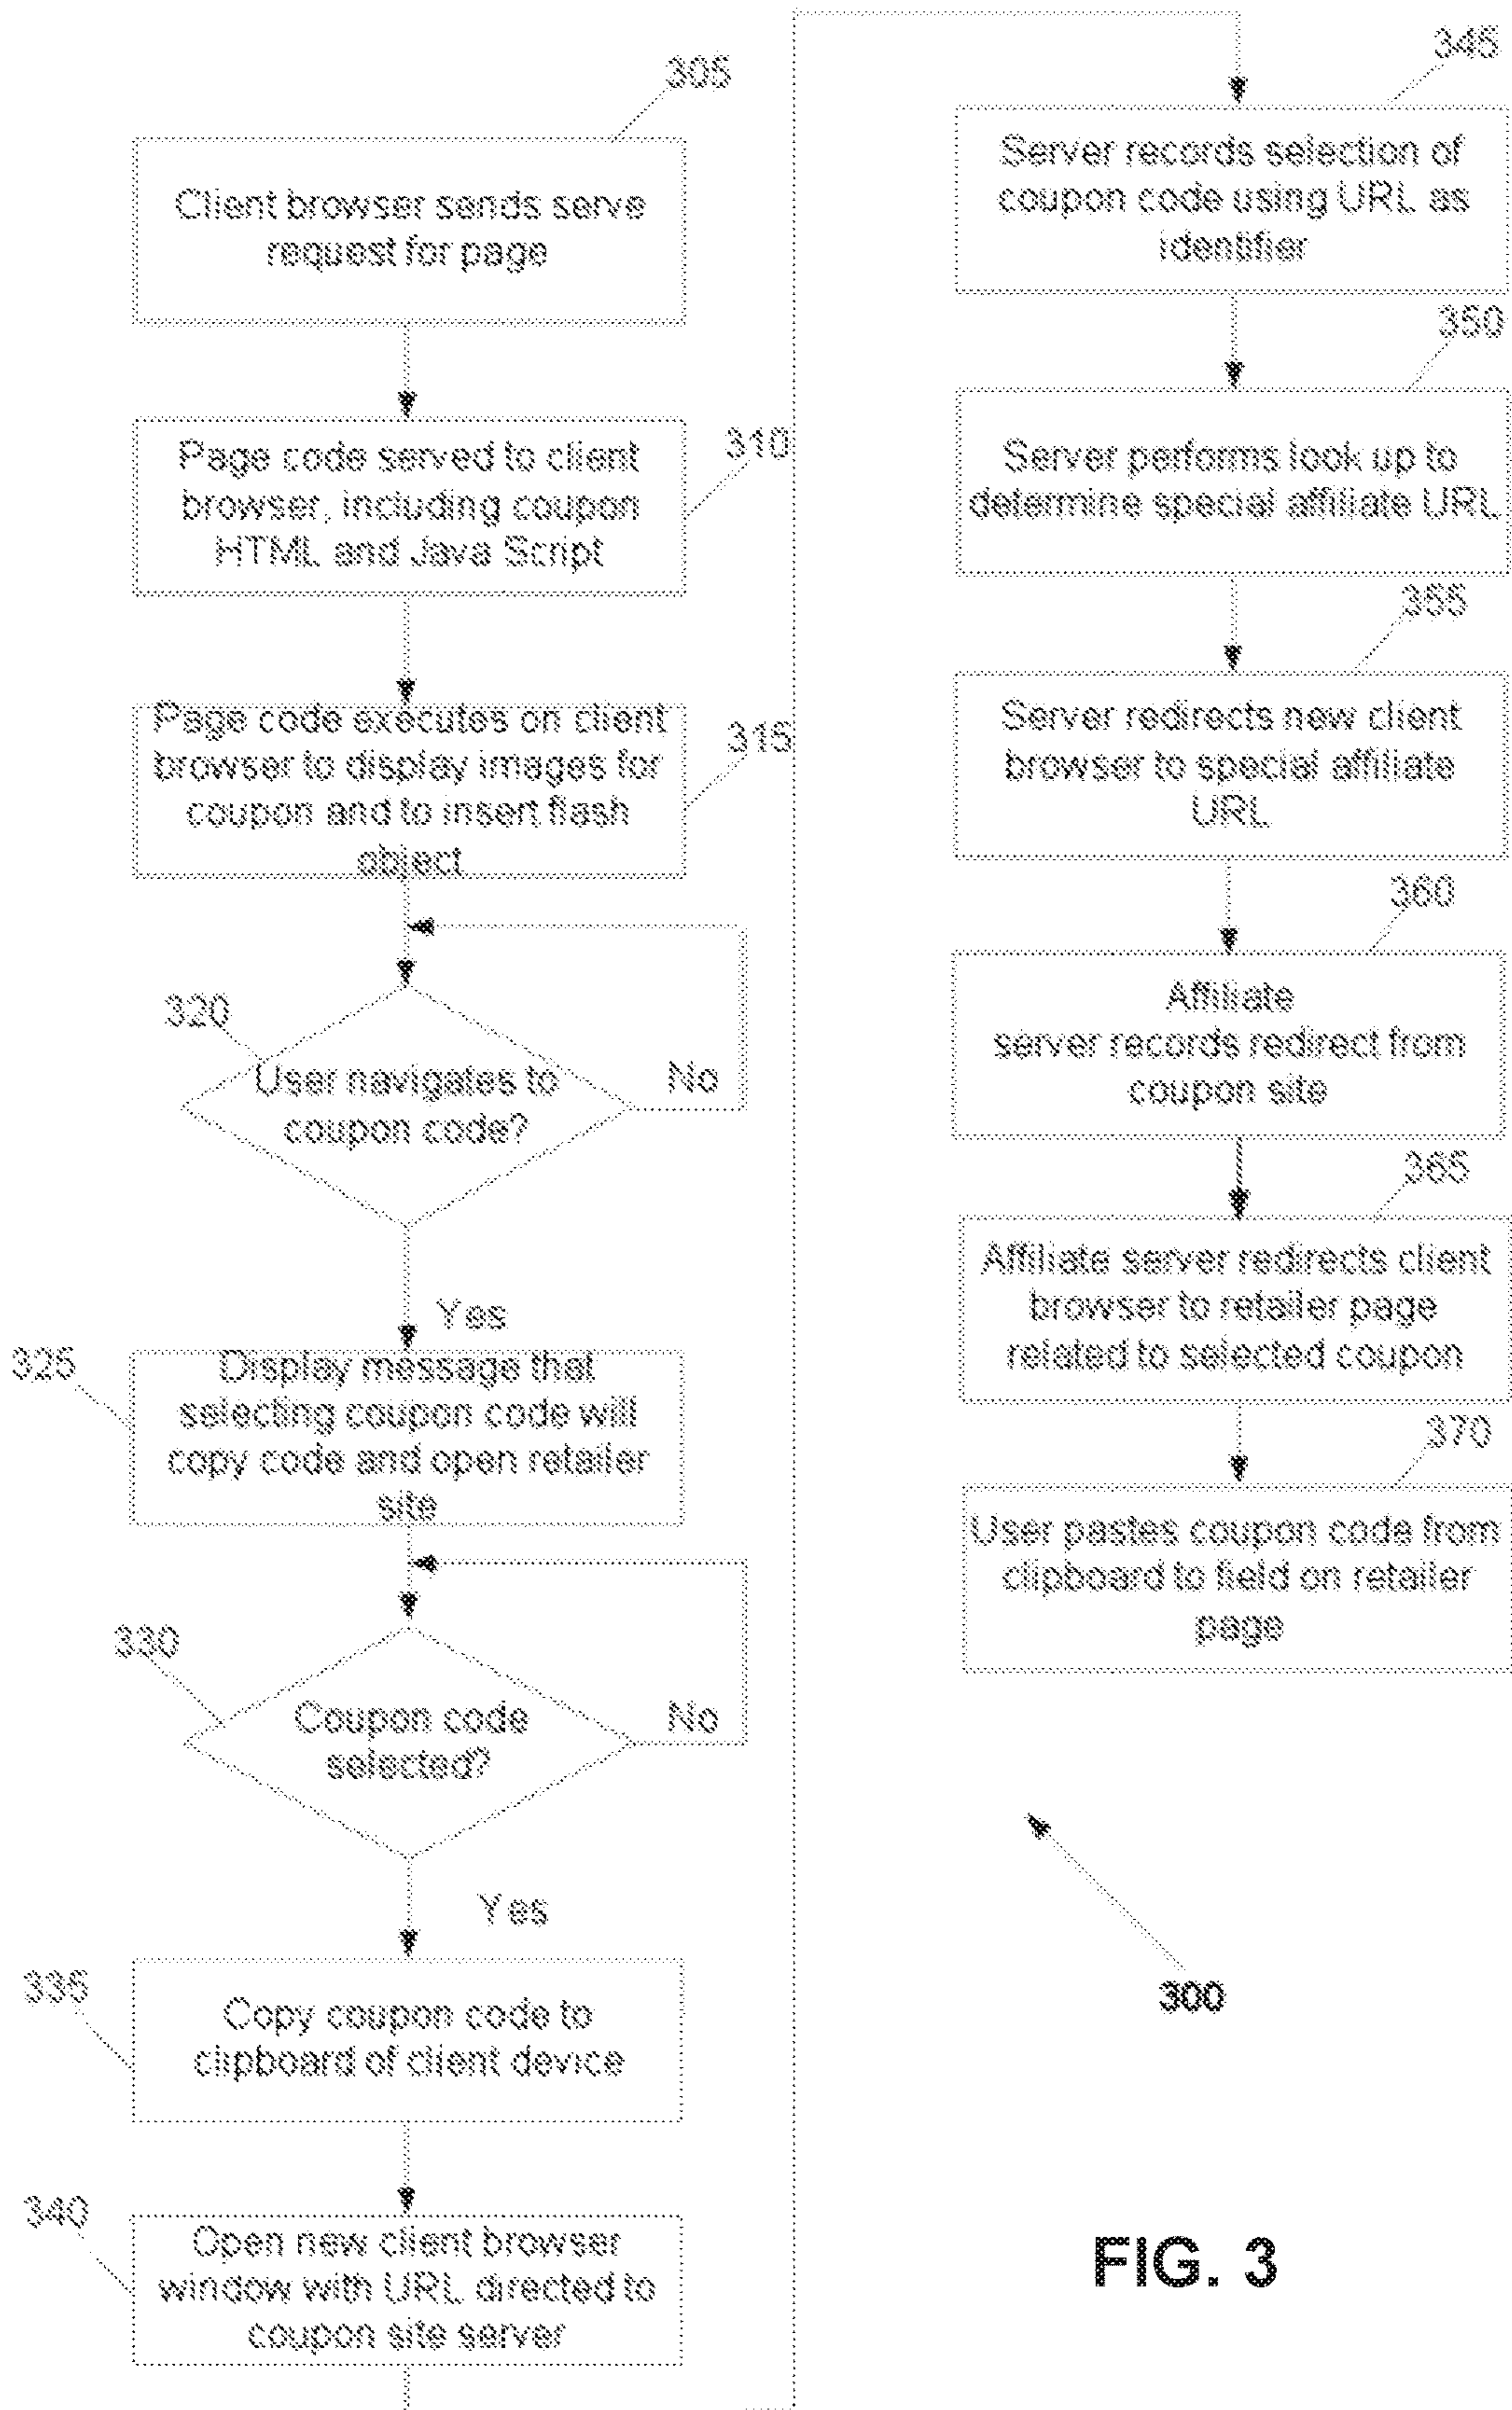 305
Client browser sends serve
request for page
310
Page code served to client
browser, including coupon
HTML and Java Script
315
Page code executes on client
browser to display images for
coupon and to insert flash
object
320
User navigates to
coupon code?
No
Yes
325
Display message that
selecting coupon code will
copy code and open retailer
site
330
Coupon code
selected?
No
Yes
335
Copy coupon code to
clipboard of client device
340
Open new client browser
window with URL directed to
coupon site server
345
Server records selection of
coupon code using URL as
identifier
350
Server performs look up to
determine special affiliate URL
355
Server redirects new client
browser to special affiliate
URL
360
Affiliate
server records redirect from
coupon site
365
Affiliate server redirects client
browser to retailer page
related to selected coupon
370
User pastes coupon code from
clipboard to field on retailer
page
300
FIG. 3